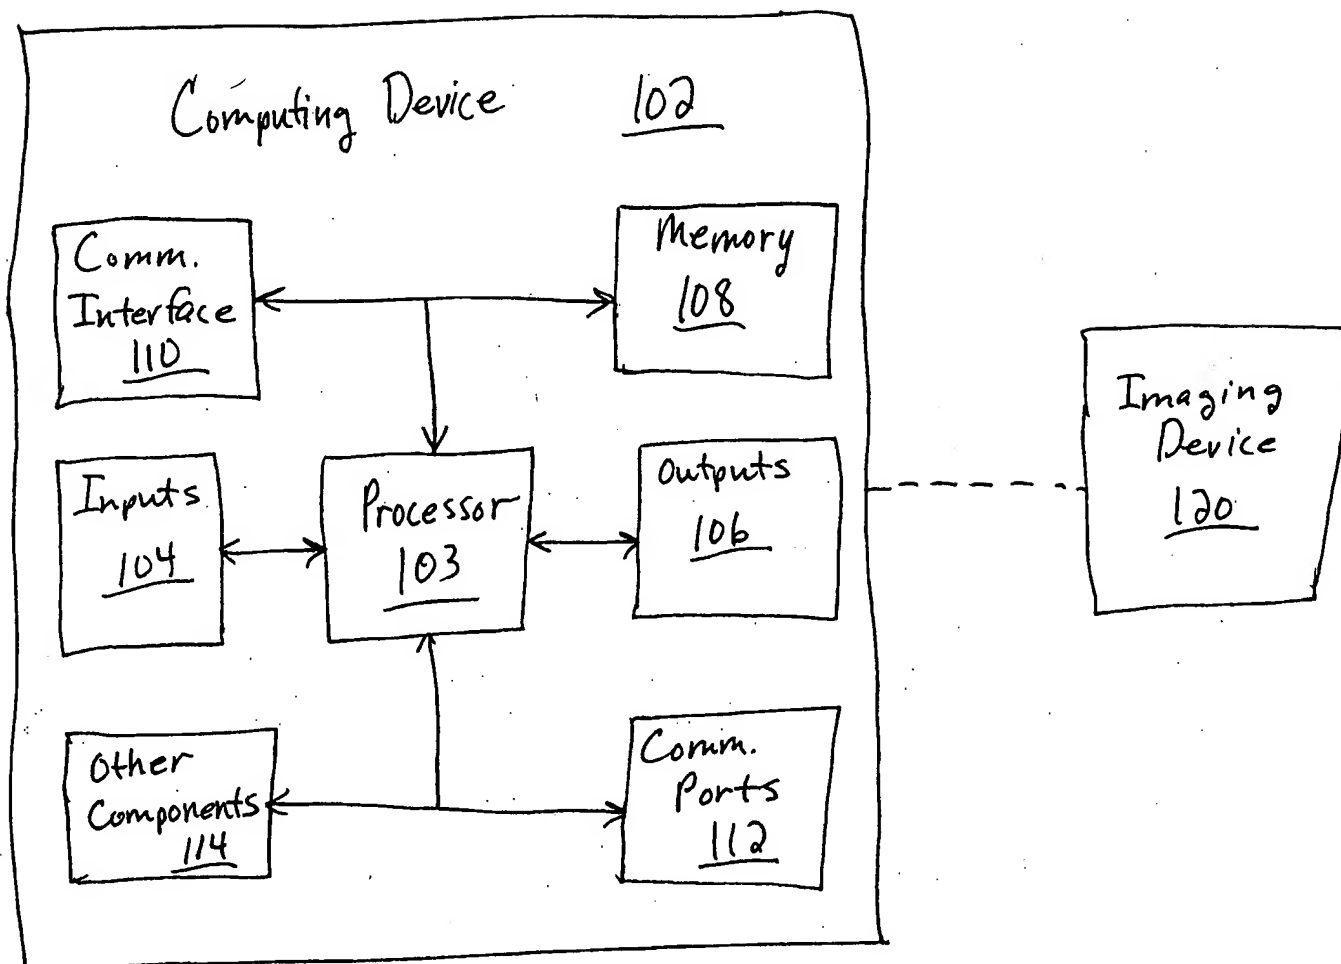 Computing Device 102
Comm.
Interface
110
Memory
108
Inputs
104
Processor
103
Outputs
106
Imaging
Device
120
Other
Components
114
Comm.
Ports
112